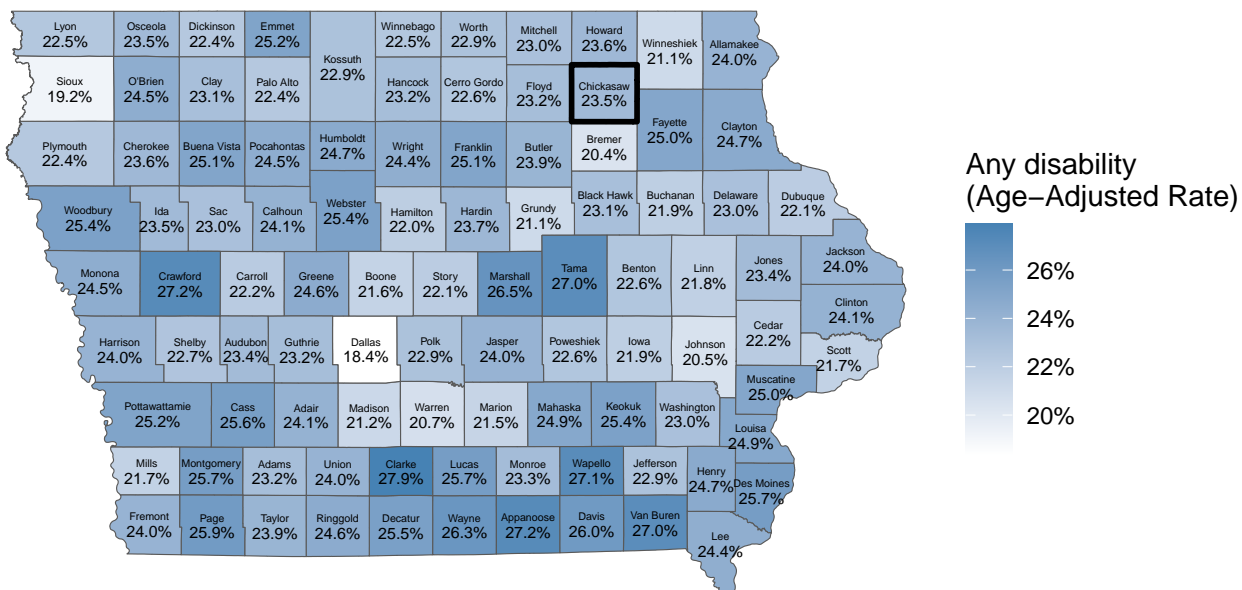 Lyon
22.5%
Osceola
23.5%
Dickinson
22.4%
Emmet
25.2%
Kossuth
22.9%
Winnebago
22.5%
Worth
22.9%
Mitchell
23.0%
Howard
23.6%
Winneshiek
21.1%
Allamakee
24.0%
Sioux
19.2%
O'Brien
24.5%
Clay
23.1%
Palo Alto
22.4%
Hancock
23.2%
Cerro Gordo
22.6%
Floyd
23.2%
Chickasaw
23.5%
Fayette
25.0%
Clayton
24.7%
Plymouth
22.4%
Cherokee
23.6%
Buena Vista
25.1%
Pocahontas
24.5%
Humboldt
24.7%
Wright
24.4%
Franklin
25.1%
Butler
23.9%
Bremer
20.4%
Woodbury
25.4%
Ida
23.5%
Sac
23.0%
Calhoun
24.1%
Webster
25.4%
Hamilton
22.0%
Hardin
23.7%
Grundy
21.1%
Black Hawk
23.1%
Buchanan
21.9%
Delaware
23.0%
Dubuque
22.1%
Monona
24.5%
Crawford
27.2%
Carroll
22.2%
Greene
24.6%
Boone
21.6%
Story
22.1%
Marshall
26.5%
Tama
27.0%
Benton
22.6%
Linn
21.8%
Jones
23.4%
Jackson
24.0%
Clinton
24.1%
Harrison
24.0%
Shelby
22.7%
Audubon
23.4%
Guthrie
23.2%
Dallas
18.4%
Polk
22.9%
Jasper
24.0%
Poweshiek
22.6%
Iowa
21.9%
Johnson
20.5%
Cedar
22.2%
Scott
21.7%
Muscatine
25.0%
Pottawattamie
25.2%
Cass
25.6%
Adair
24.1%
Madison
21.2%
Warren
20.7%
Marion
21.5%
Mahaska
24.9%
Keokuk
25.4%
Washington
23.0%
Louisa
24.9%
Mills
21.7%
Montgomery
25.7%
Adams
23.2%
Union
24.0%
Clarke
27.9%
Lucas
25.7%
Monroe
23.3%
Wapello
27.1%
Jefferson
22.9%
Henry
24.7%
Des Moines
25.7%
Fremont
24.0%
Page
25.9%
Taylor
23.9%
Ringgold
24.6%
Decatur
25.5%
Wayne
26.3%
Appanoose
27.2%
Davis
26.0%
Van Buren
27.0%
Lee
24.4%
Any disability
(Age−Adjusted Rate)
26%
24%
22%
20%